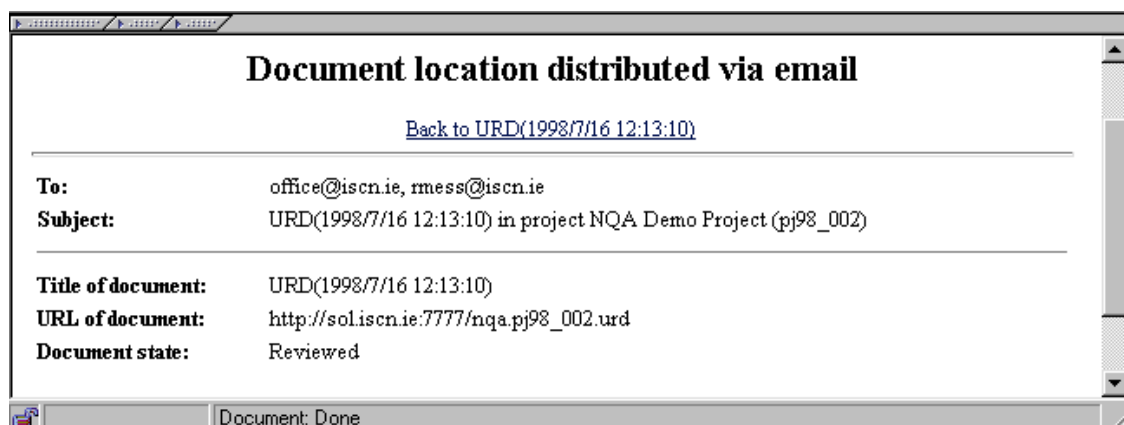 Document location distributed via email
Back to URD(1998/7/16 12:13:10)
To: office@iscn.ie, rmess@iscn.ie
Subject: URD(1998/7/16 12:13:10) in project NQA Demo Project (pj98_002)
Title of document: URD(1998/7/16 12:13:10)
URL of document: http://sol.iscn.ie:7777/nqa.pj98_002.urd
Document state: Reviewed
Document: Done